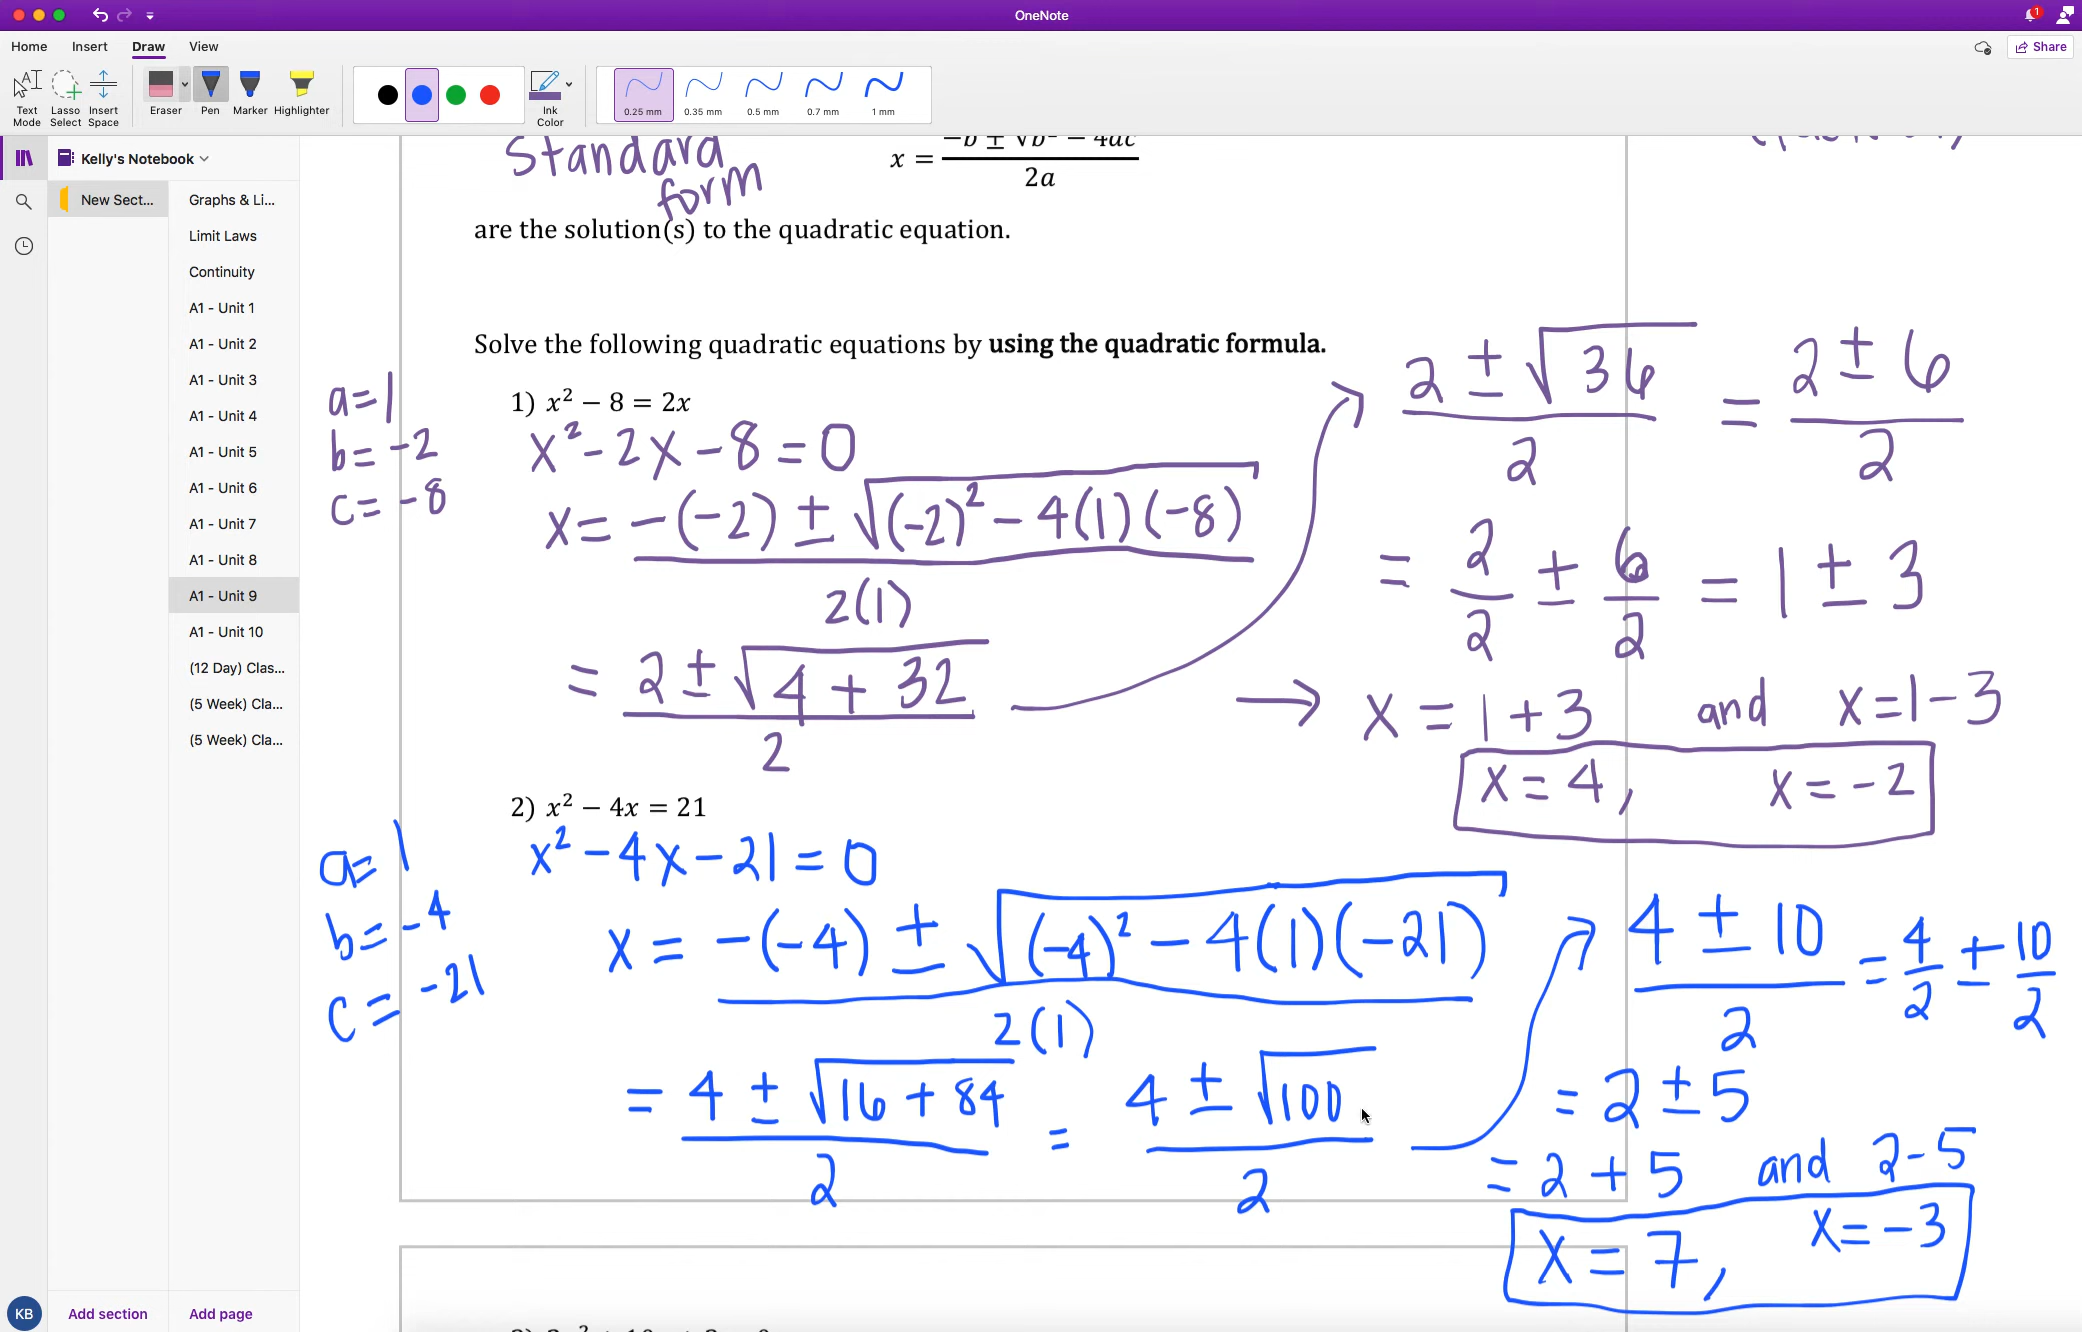 OneNote
1
Home Insert Draw View
Share
Text Mode
Lasso Select
Insert Space
Eraser
Pen
Marker
Highlighter
Ink Color
0.25 mm
0.35 mm
0.5 mm
0.7 mm
1 mm
Kelly's Notebook
New Sect...
Graphs & Li...
Limit Laws
Continuity
A1 - Unit 1
A1 - Unit 2
A1 - Unit 3
A1 - Unit 4
A1 - Unit 5
A1 - Unit 6
A1 - Unit 7
A1 - Unit 8
A1 - Unit 9
A1 - Unit 10
(12 Day) Clas...
(5 Week) Cla...
(5 Week) Cla...
KB
Add section
Add page
Standard form
x = (−b ± √b² − 4ac) / 2a
are the solution(s) to the quadratic equation.
Solve the following quadratic equations by using the quadratic formula.
1) x² − 8 = 2x
a=1
b=-2
c=-8
x²-2x-8=0
x= (-(-2) ± √(-2)²-4(1)(-8)) / 2(1)
= (2 ± √4+32) / 2
→ (2 ± √36) / 2 = (2 ± 6) / 2
= 2/2 ± 6/2 = 1 ± 3
→ x = 1+3 and x=1-3
x=4, x=-2
2) x² − 4x = 21
a=1
b=-4
c=-21
x²-4x-21=0
x = (-(-4) ± √(-4)²-4(1)(-21)) / 2(1)
= (4 ± √16+84) / 2 = (4 ± √100) / 2
→ (4 ± 10) / 2 = 4/2 ± 10/2
= 2 ± 5
= 2+5 and 2-5
x=7, x=-3